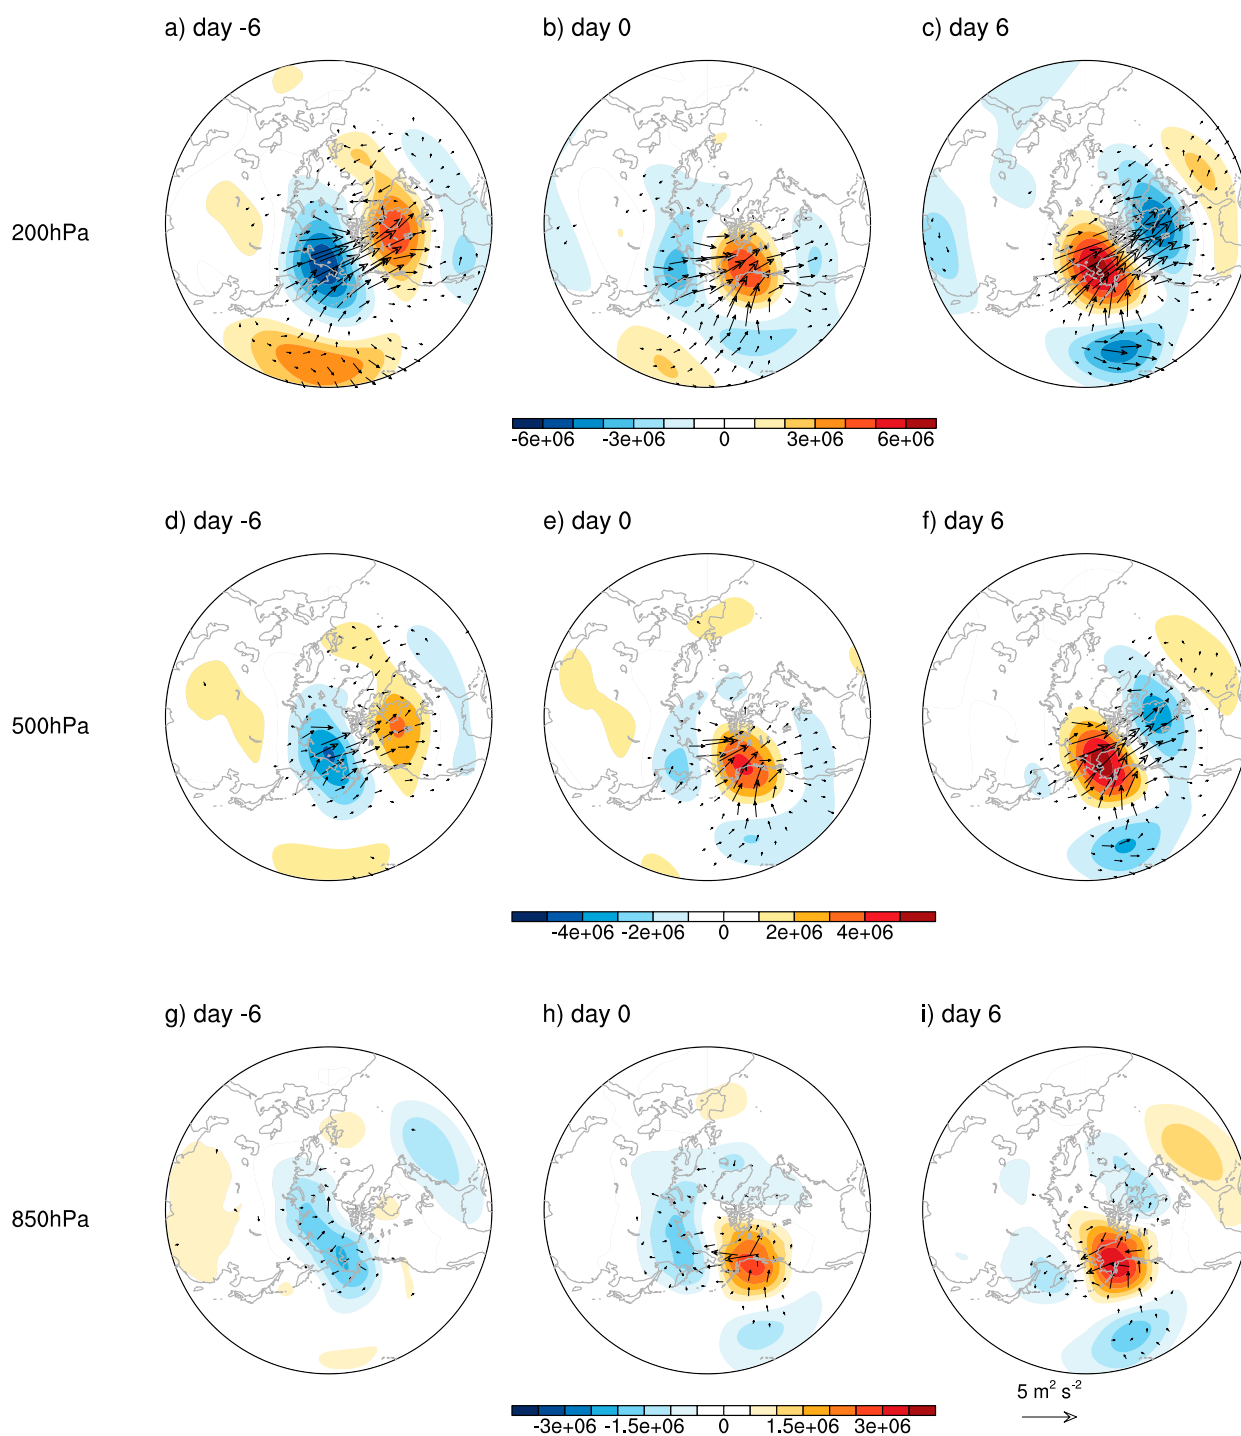 a) day -6
b) day 0
c) day 6
200hPa
-6e+06 -3e+06 0 3e+06 6e+06
d) day -6
e) day 0
f) day 6
500hPa
-4e+06 -2e+06 0 2e+06 4e+06
g) day -6
h) day 0
i) day 6
850hPa
5 m² s⁻²
-3e+06 -1.5e+06 0 1.5e+06 3e+06